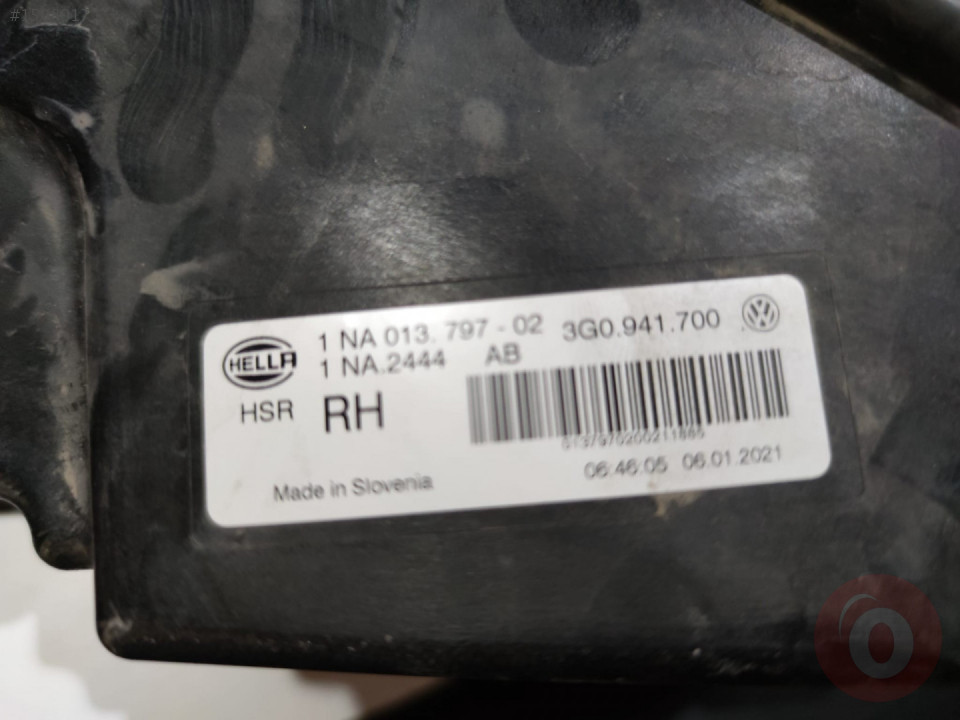 HELLA
1 NA 013. 797 - 02 3G0.941.700
1 NA.2444 AB
HSR RH
06:46:05 06.01.2021
Made in Slovenia